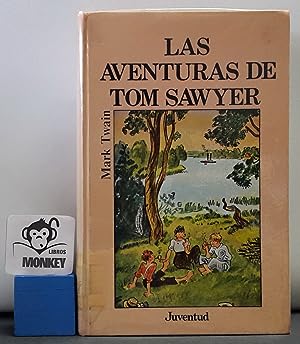 LAS
AVENTURAS DE
TOM SAWYER
Mark Twain
Juventud
LIBROS
MONKEY